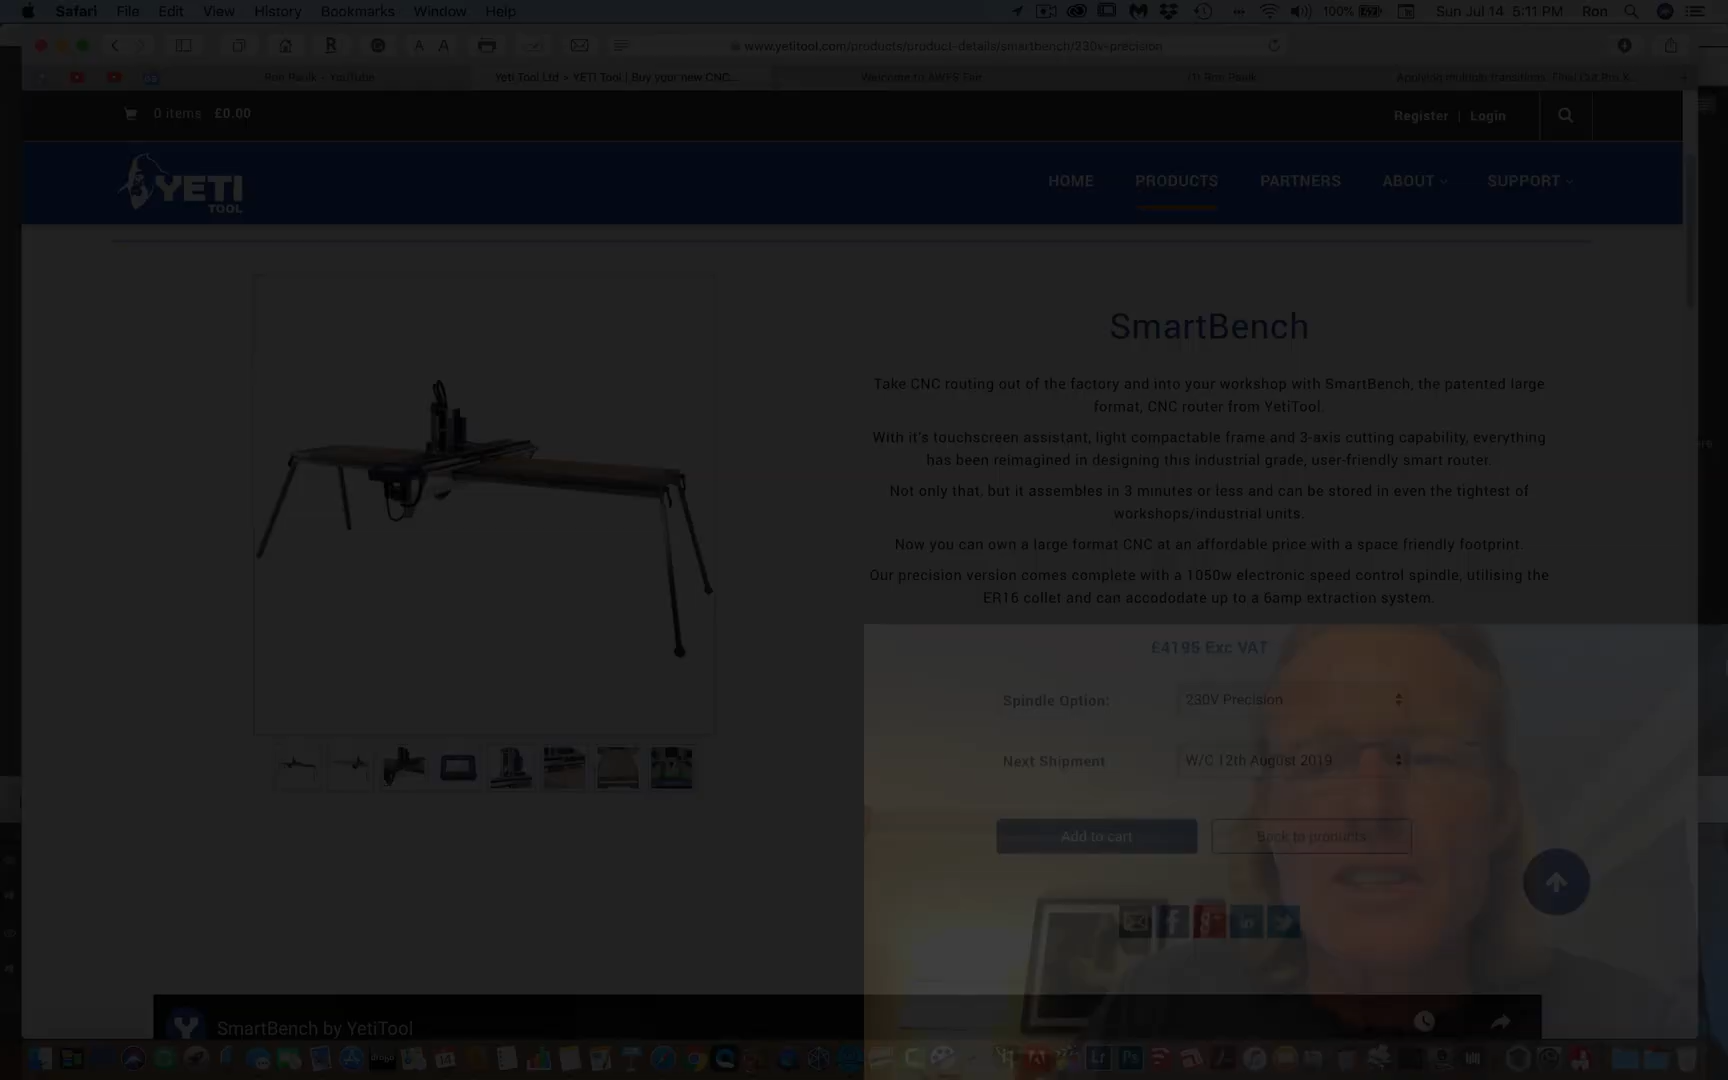 Safari File Edit View History Bookmarks Window Help 100% Sun Jul 14 5:11 PM Ron
www.yetitool.com/products/product-details/smartbench/230v-precision
Ron Paulk - YouTube Yeti Tool Ltd > YETI Tool | Buy your new CNC... Welcome to AWFS Fair (1) Ron Paulk Applying multiple transitions: Final Cut Pro X...
0 items £0.00 Register | Login
YETI
TOOL
HOME PRODUCTS PARTNERS ABOUT SUPPORT
SmartBench
Take CNC routing out of the factory and into your workshop with SmartBench, the patented large
format, CNC router from YetiTool.
With it's touchscreen assistant, light compactable frame and 3-axis cutting capability, everything
has been reimagined in designing this industrial grade, user-friendly smart router.
Not only that, but it assembles in 3 minutes or less and can be stored in even the tightest of
workshops/industrial units.
Now you can own a large format CNC at an affordable price with a space friendly footprint.
Our precision version comes complete with a 1050w electronic speed control spindle, utilising the
ER16 collet and can accododate up to a 6amp extraction system.
£4195 Exc VAT
Spindle Option: 230V Precision
Next Shipment W/C 12th August 2019
Add to cart Back to products
SmartBench by YetiTool